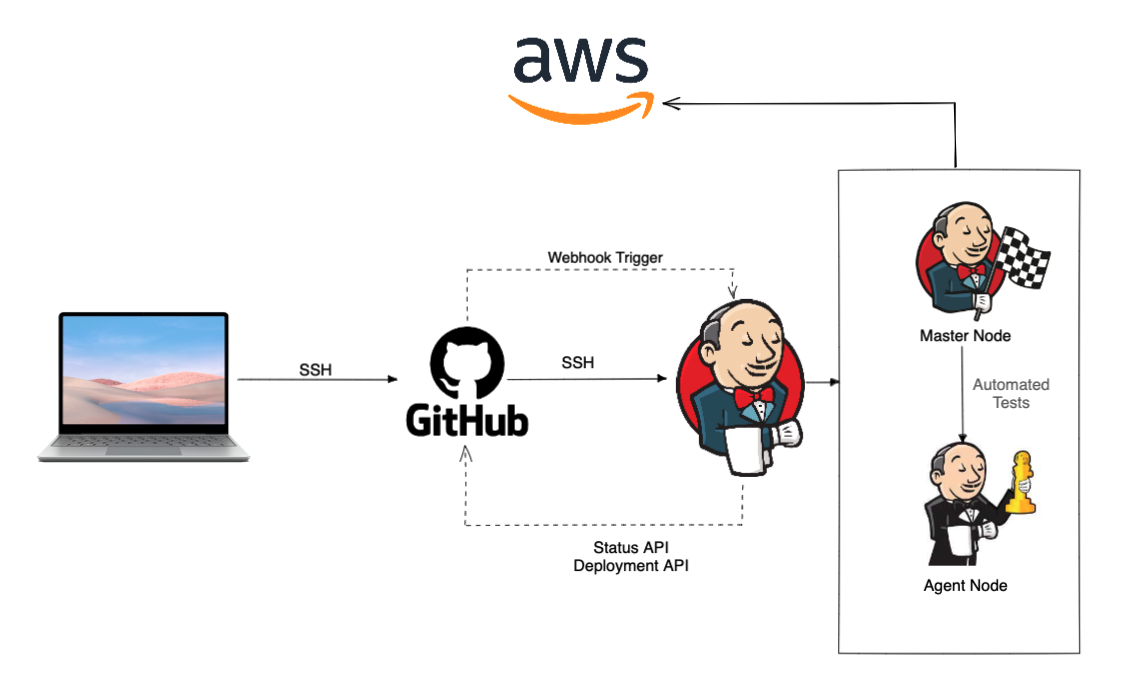 aws
Webhook Trigger
SSH
SSH
GitHub
Status API
Deployment API
Master Node
Automated
Tests
Agent Node